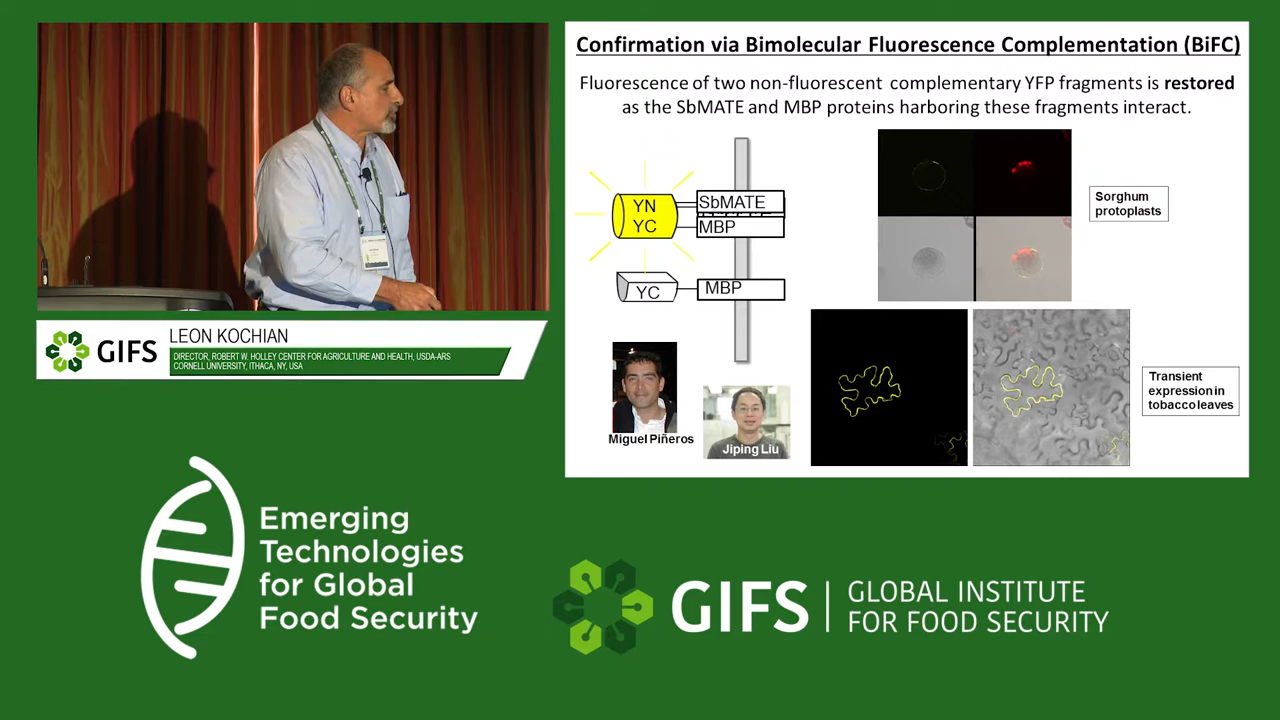 LEON KOCHIAN
GIFS
DIRECTOR, ROBERT W. HOLLEY CENTER FOR AGRICULTURE AND HEALTH, USDA-ARS
CORNELL UNIVERSITY, ITHACA, NY, USA
Confirmation via Bimolecular Fluorescence Complementation (BiFC)
Fluorescence of two non-fluorescent complementary YFP fragments is restored
as the SbMATE and MBP proteins harboring these fragments interact.
YN
SbMATE
YC
MBP
YC
MBP
Sorghum
protoplasts
Miguel Piñeros
Jiping Liu
Transient
expression in
tobacco leaves
Emerging
Technologies
for Global
Food Security
GIFS
GLOBAL INSTITUTE
FOR FOOD SECURITY